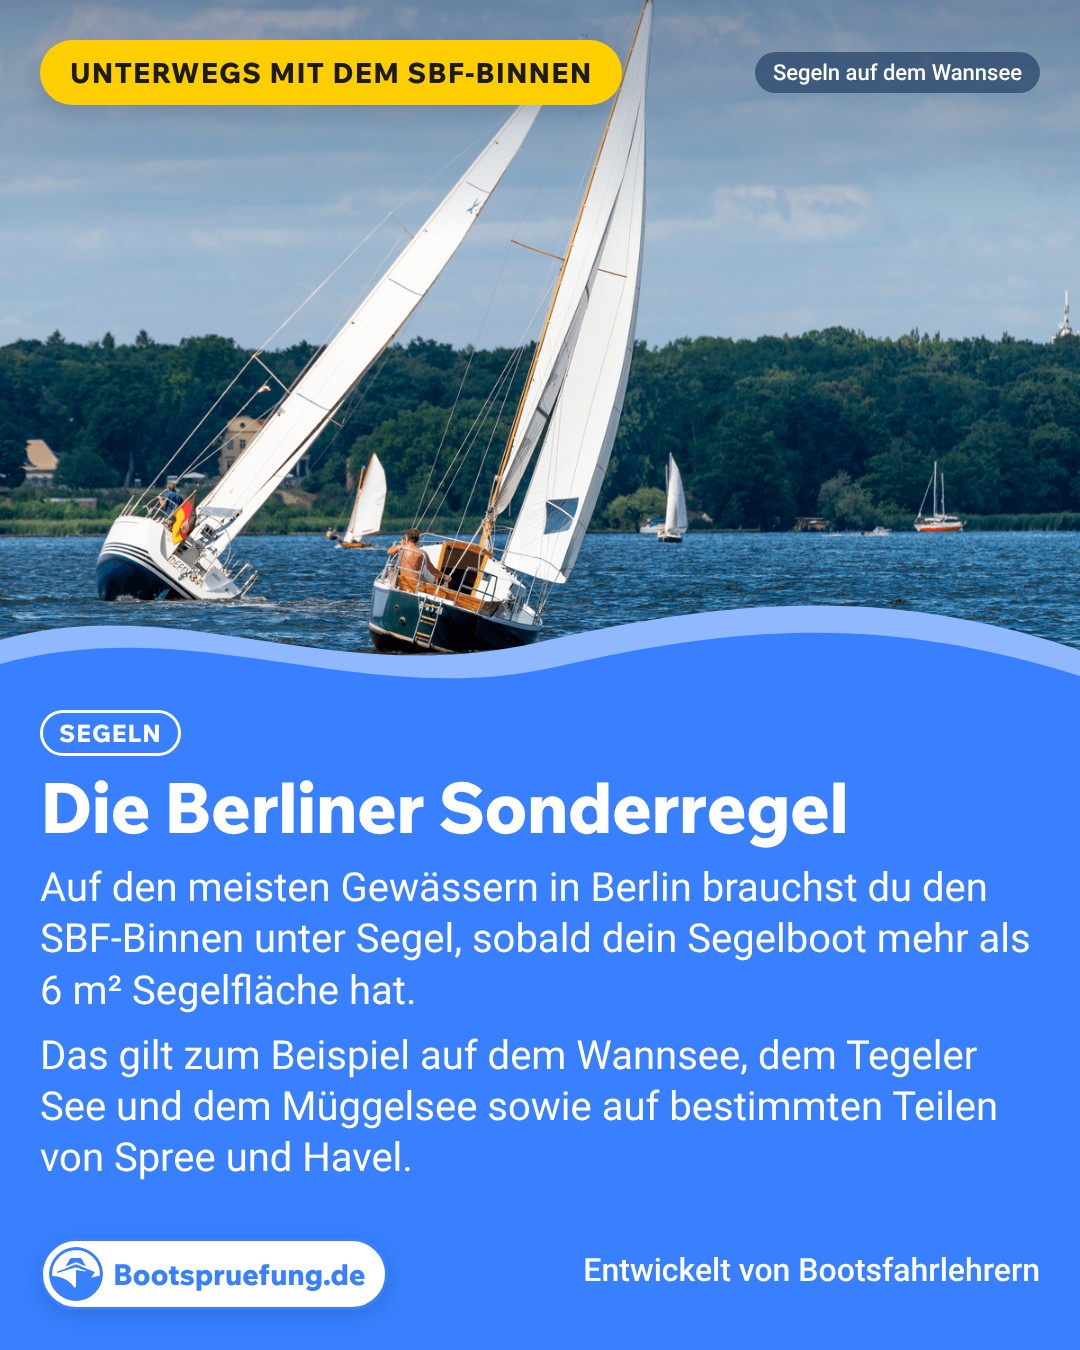 UNTERWEGS MIT DEM SBF-BINNEN
Segeln auf dem Wannsee
SEGELN
Die Berliner Sonderregel
Auf den meisten Gewässern in Berlin brauchst du den
SBF-Binnen unter Segel, sobald dein Segelboot mehr als
6 m² Segelfläche hat.
Das gilt zum Beispiel auf dem Wannsee, dem Tegeler
See und dem Müggelsee sowie auf bestimmten Teilen
von Spree und Havel.
Bootspruefung.de
Entwickelt von Bootsfahrlehrern